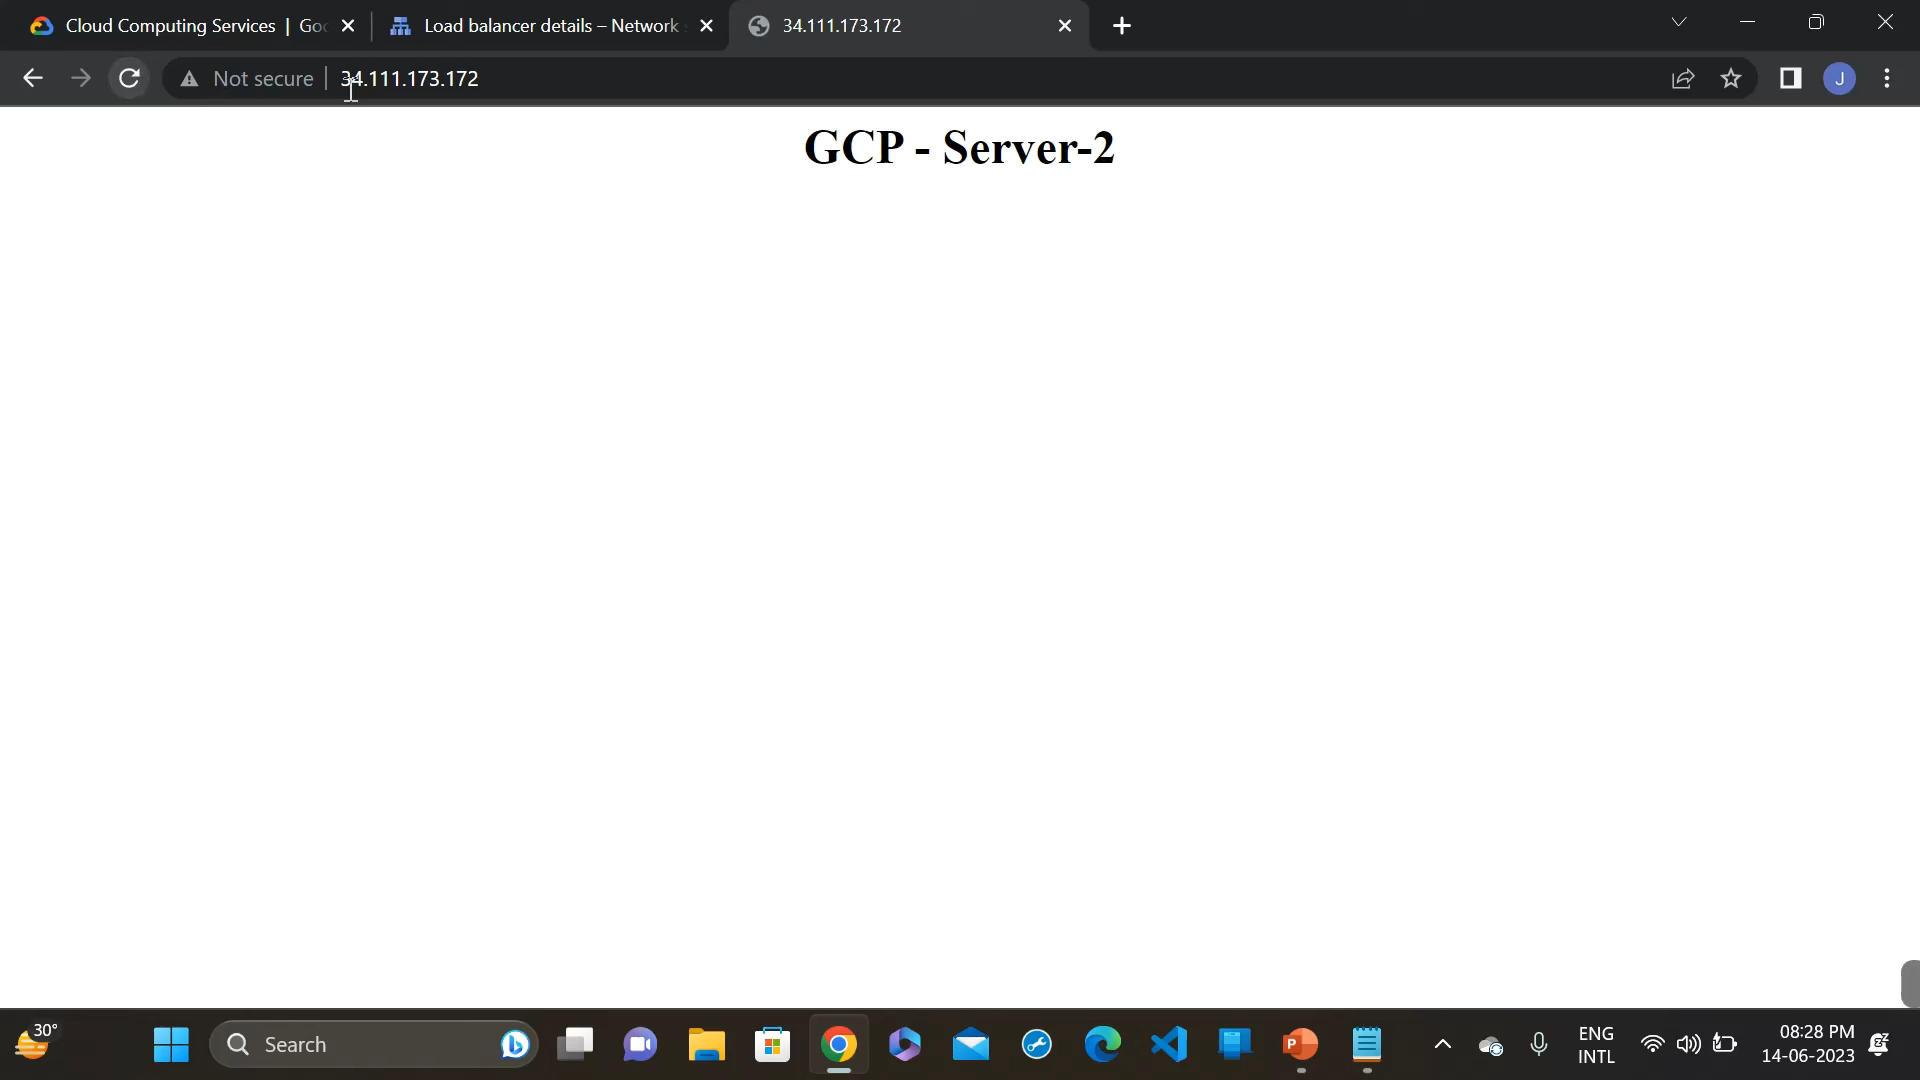 Cloud Computing Services | Goo
Load balancer details – Network
34.111.173.172
Not secure
34.111.173.172
J
GCP - Server-2
30°
Search
P
ENG
INTL
08:28 PM
14-06-2023